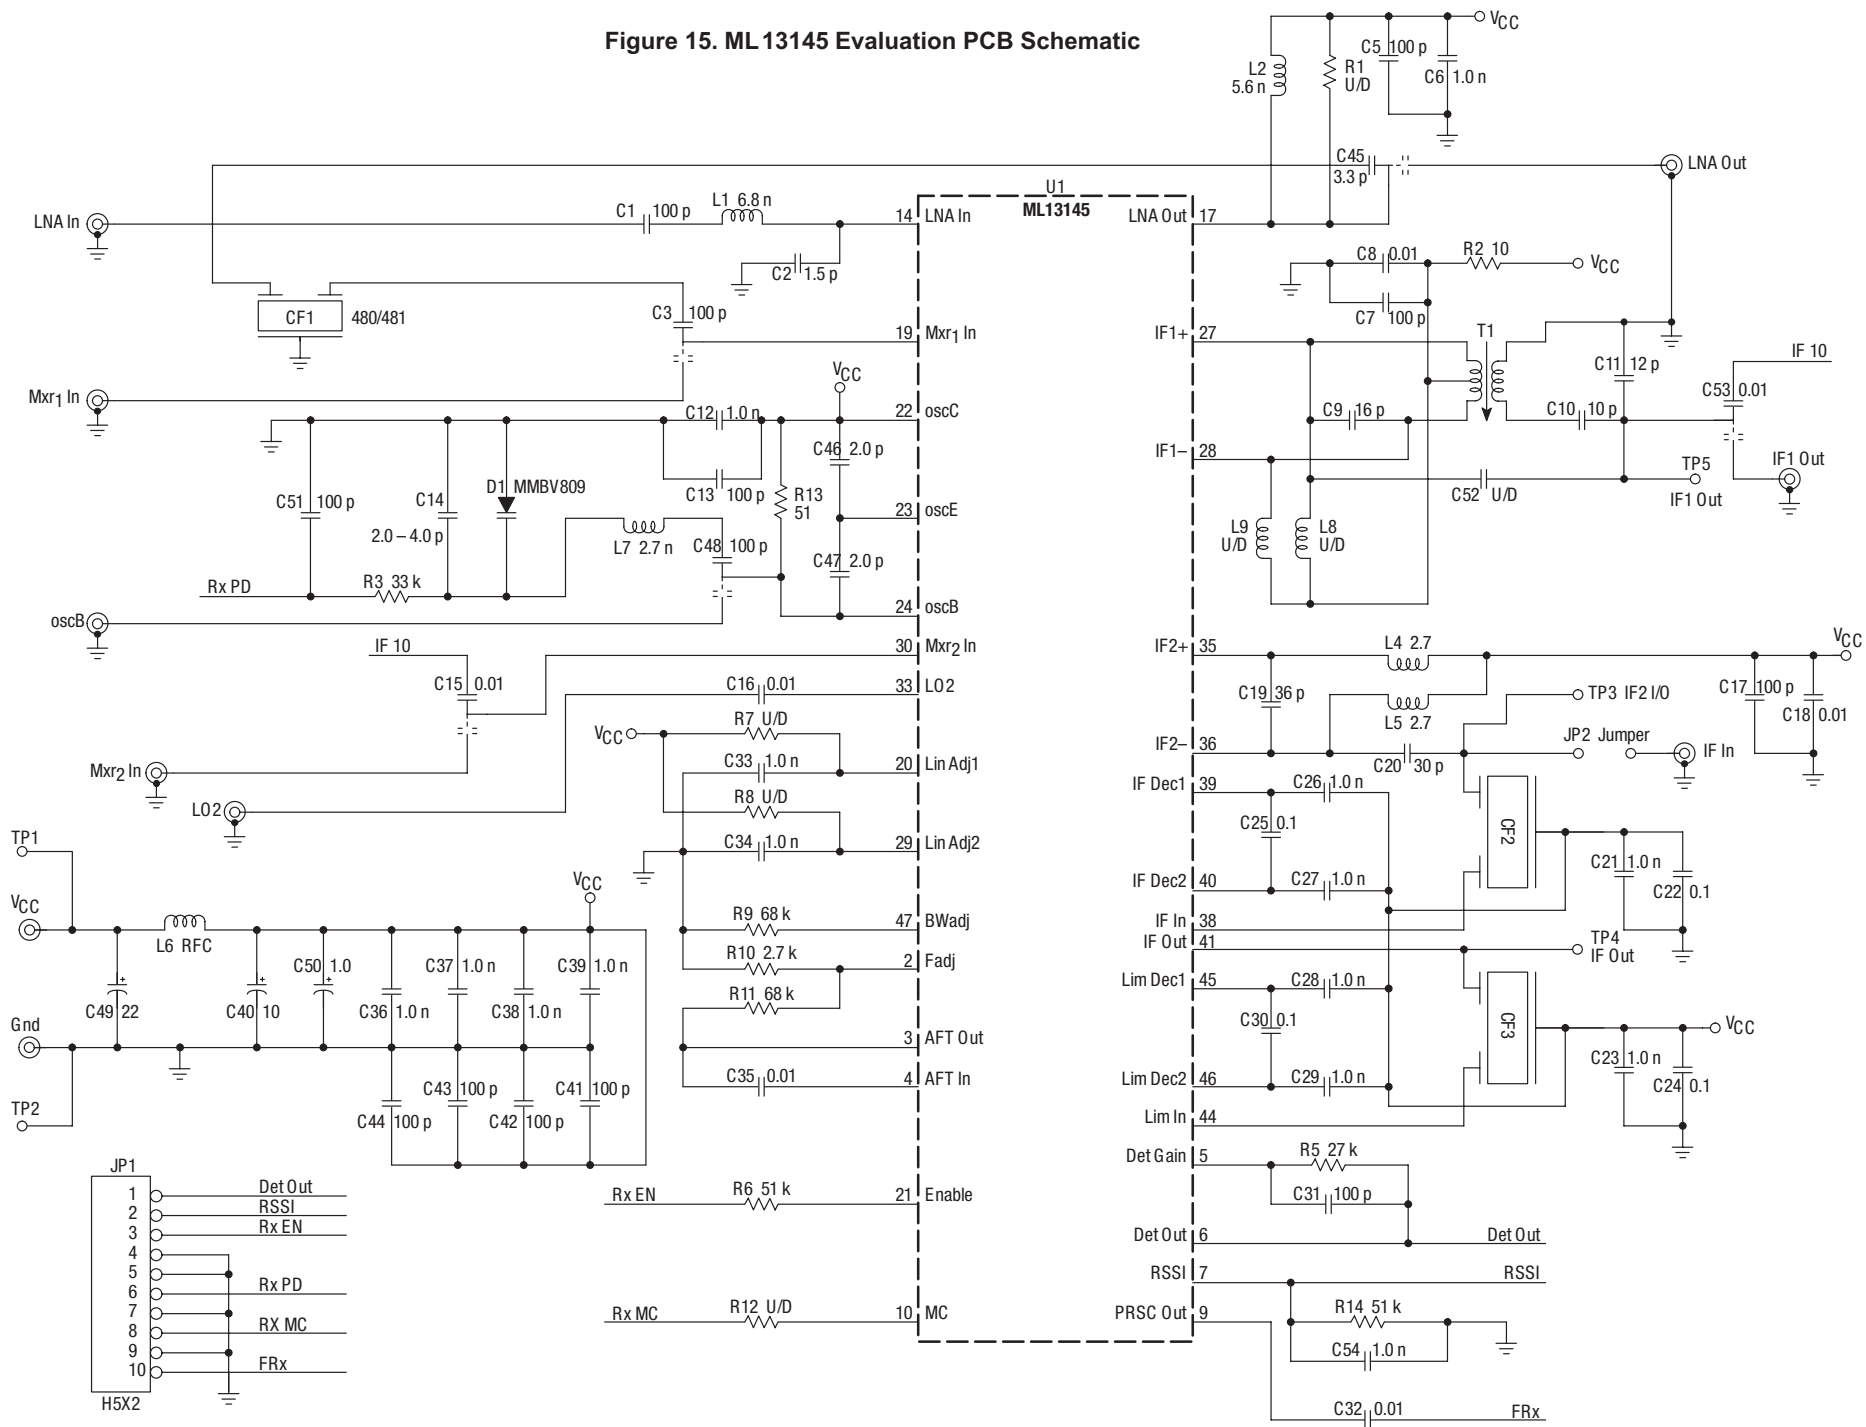 Figure 15. ML13145 Evaluation PCB Schematic
VCC
C5 100 p
L2
5.6 n
R1
U/D
C6 1.0 n
C45
3.3 p
LNA Out
U1
ML13145
LNA In
C1 100 p
L1 6.8 n
14 LNA In
LNA Out 17
C2 1.5 p
C8 0.01
R2 10
VCC
C7 100 p
CF1
480/481
C3 100 p
19 Mxr1 In
IF1+ 27
T1
C11 12 p
IF 10
C53 0.01
Mxr1 In
VCC
C12 1.0 n
22 oscC
C9 16 p
C10 10 p
C46 2.0 p
IF1– 28
C13 100 p
R13
51
TP5
IF1 Out
IF1 Out
C52 U/D
C51 100 p
C14
2.0 – 4.0 p
D1 MMBV809
L7 2.7 n
C48 100 p
23 oscE
L9
U/D
L8
U/D
C47 2.0 p
Rx PD
R3 33 k
24 oscB
oscB
IF 10
30 Mxr2 In
IF2+ 35
L4 2.7
VCC
C15 0.01
C16 0.01
33 LO2
C19 36 p
L5 2.7
TP3 IF2 I/O
C17 100 p
C18 0.01
R7 U/D
VCC
IF2– 36
C20 30 p
JP2 Jumper
IF In
Mxr2 In
C33 1.0 n
20 Lin Adj1
IF Dec1 39
C26 1.0 n
LO2
R8 U/D
C25 0.1
CF2
TP1
C34 1.0 n
29 Lin Adj2
C21 1.0 n
C22 0.1
IF Dec2 40
C27 1.0 n
VCC
VCC
R9 68 k
47 BWadj
IF In 38
L6 RFC
IF Out 41
TP4
IF Out
R10 2.7 k
2 Fadj
C50 1.0
C37 1.0 n
C39 1.0 n
Lim Dec1 45
C28 1.0 n
R11 68 k
C49 22
C40 10
C36 1.0 n
C38 1.0 n
C30 0.1
CF3
VCC
Gnd
3 AFT Out
C23 1.0 n
C24 0.1
C43 100 p
C41 100 p
C35 0.01
4 AFT In
Lim Dec2 46
C29 1.0 n
TP2
C44 100 p
C42 100 p
Lim In 44
JP1
Det Gain 5
R5 27 k
1 Det Out
2 RSSI
3 Rx EN
4
5
6 Rx PD
7
8 RX MC
9
10 FRx
H5X2
Rx EN
R6 51 k
21 Enable
C31 100 p
Det Out 6
Det Out
RSSI 7
RSSI
Rx MC
R12 U/D
10 MC
PRSC Out 9
R14 51 k
C54 1.0 n
C32 0.01
FRx